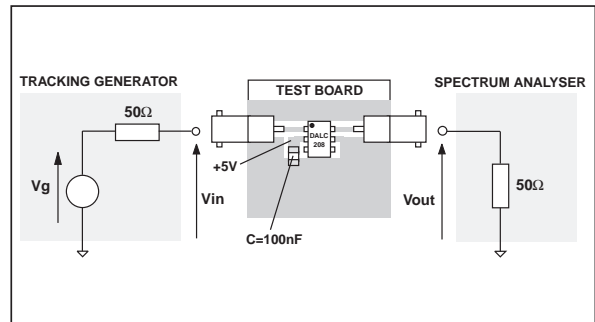 TRACKING GENERATOR
TEST BOARD
SPECTRUM ANALYSER
50Ω
Vg
Vin
+5V
C=100nF
DALC
208
Vout
50Ω